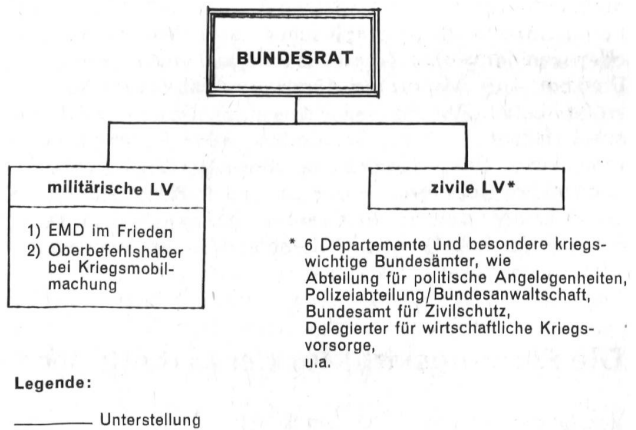 BUNDESRAT
militärische LV
1) EMD im Frieden
2) Oberbefehlshaber
bei Kriegsmobil-
machung
zivile LV*
* 6 Departemente und besondere kriegs-
wichtige Bundesämter, wie
Abteilung für politische Angelegenheiten,
Polizeiabteilung/Bundesanwaltschaft,
Bundesamt für Zivilschutz,
Delegierter für wirtschaftliche Kriegs-
vorsorge,
u.a.
Legende:
Unterstellung